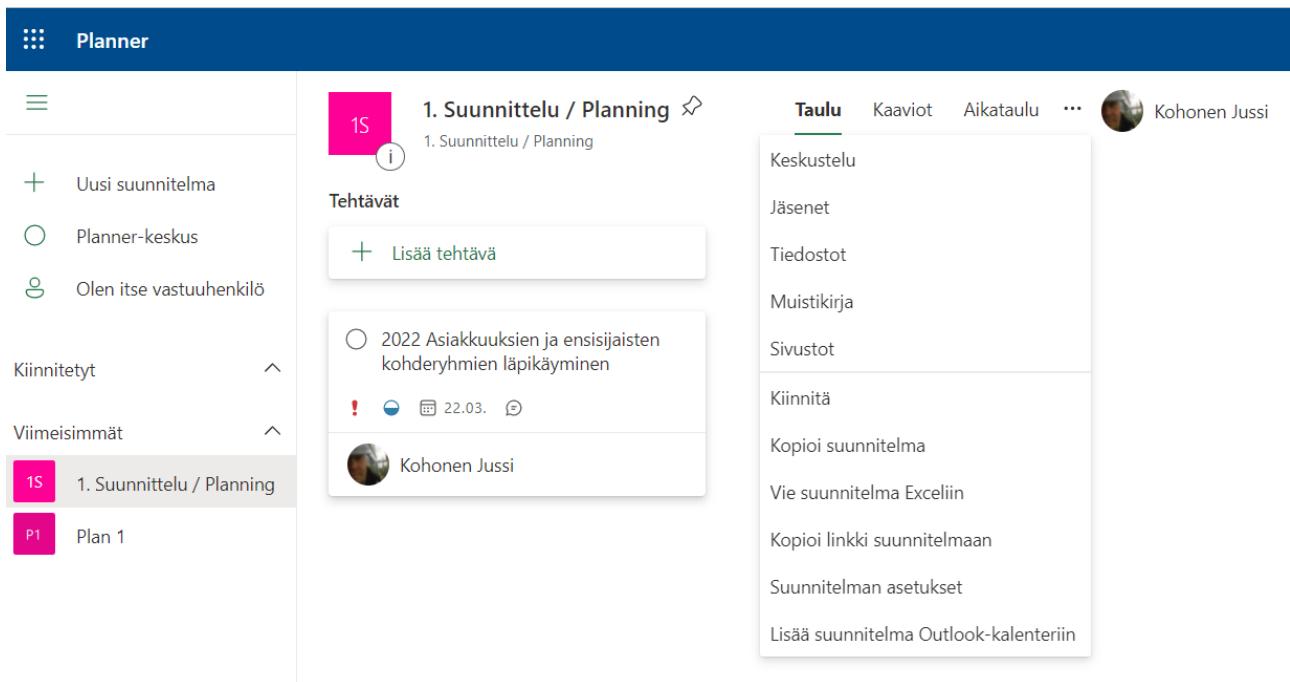 Planner
Uusi suunnitelma
Planner-keskus
Olen itse vastuuhenkilö
Kiinnitetyt
Viimeisimmät
1S
1. Suunnittelu / Planning
P1
Plan 1
1S
i
1. Suunnittelu / Planning
1. Suunnittelu / Planning
Taulu
Kaaviot
Aikataulu
...
Kohonen Jussi
Tehtävät
Lisää tehtävä
2022 Asiakkuuksien ja ensisijaisten
kohderyhmien läpikäyminen
! 22.03.
Kohonen Jussi
Keskustelu
Jäsenet
Tiedostot
Muistikirja
Sivustot
Kiinnitä
Kopioi suunnitelma
Vie suunnitelma Exceliin
Kopioi linkki suunnitelmaan
Suunnitelman asetukset
Lisää suunnitelma Outlook-kalenteriin